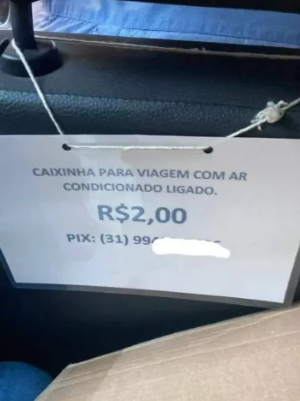 CAIXINHA PARA VIAGEM COM AR
CONDICIONADO LIGADO.
R$2,00
PIX: (31) 99